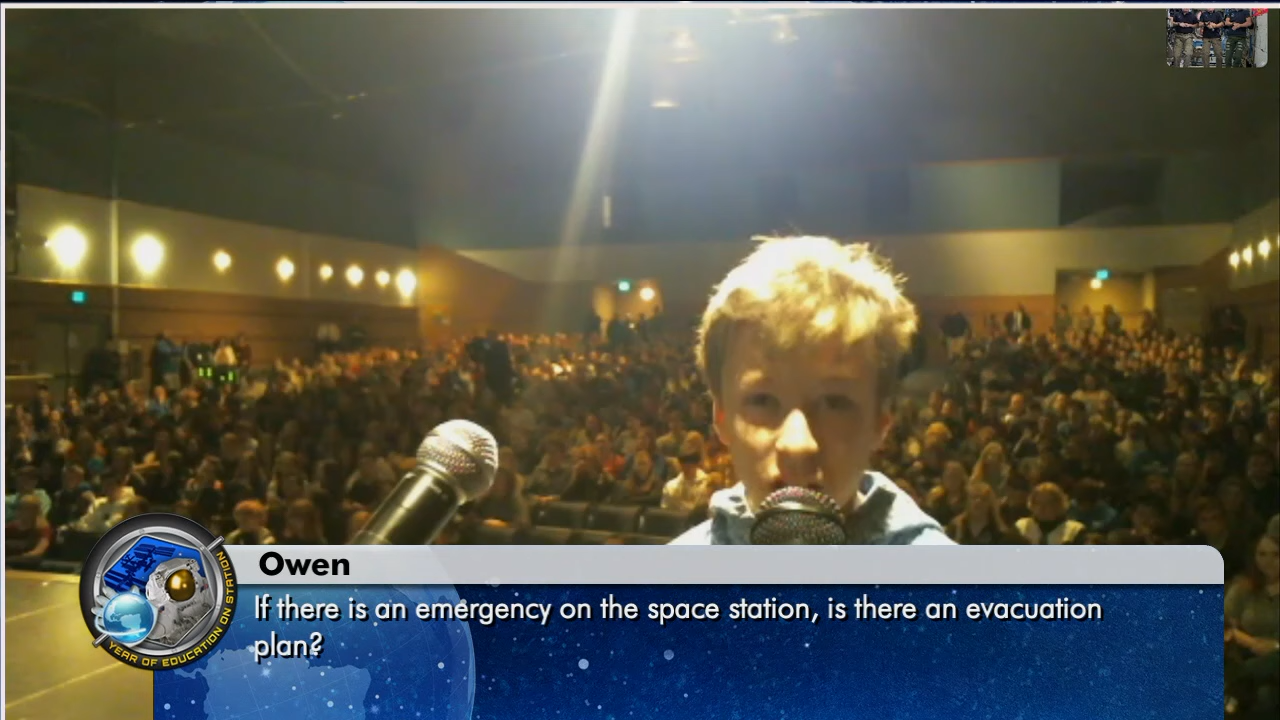 Owen
If there is an emergency on the space station, is there an evacuation
plan?
YEAR OF EDUCATION ON STATION